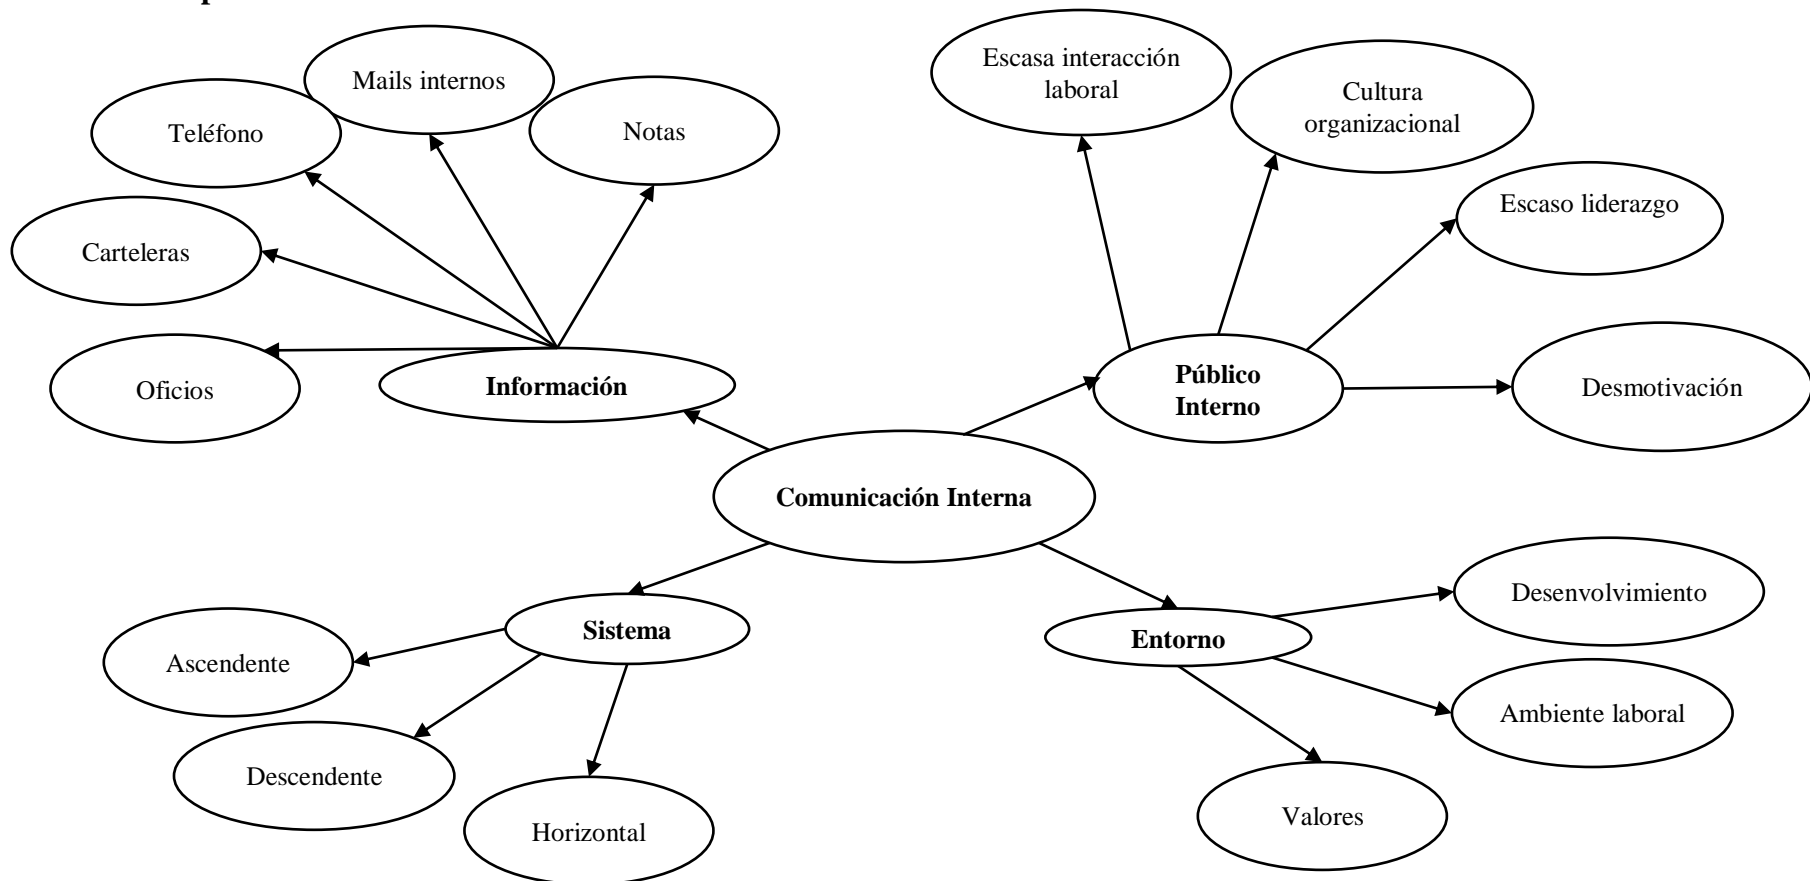 Mails internos
Teléfono
Notas
Carteleras
Oficios
Información
Escasa interacción
laboral
Cultura
organizacional
Escaso liderazgo
Público
Interno
Desmotivación
Comunicación Interna
Sistema
Ascendente
Descendente
Horizontal
Entorno
Desenvolvimiento
Ambiente laboral
Valores